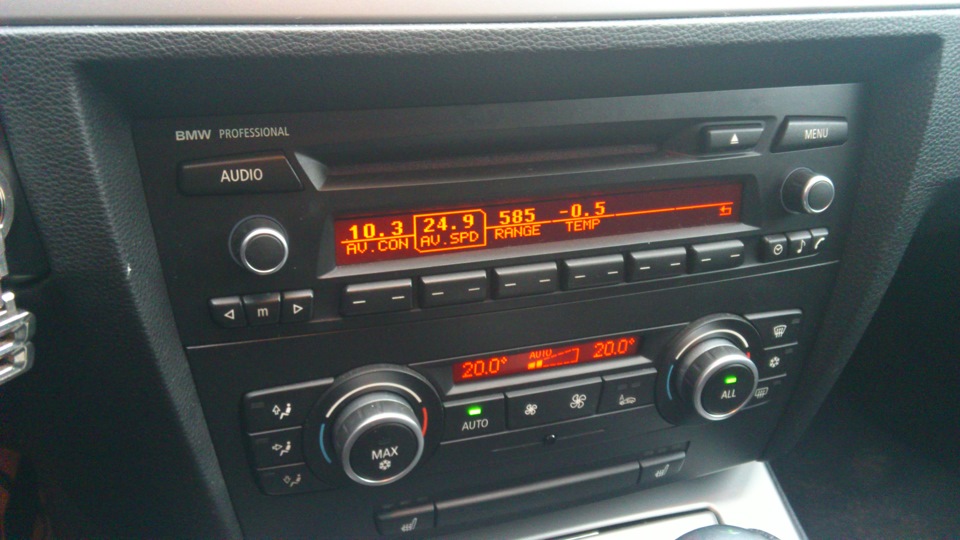 BMW PROFESSIONAL
MENU
AUDIO
10.3 24.9 585 -0.5
AV.CON AV.SPD RANGE TEMP
m
20.0° AUTO 20.0°
AUTO
ALL
MAX